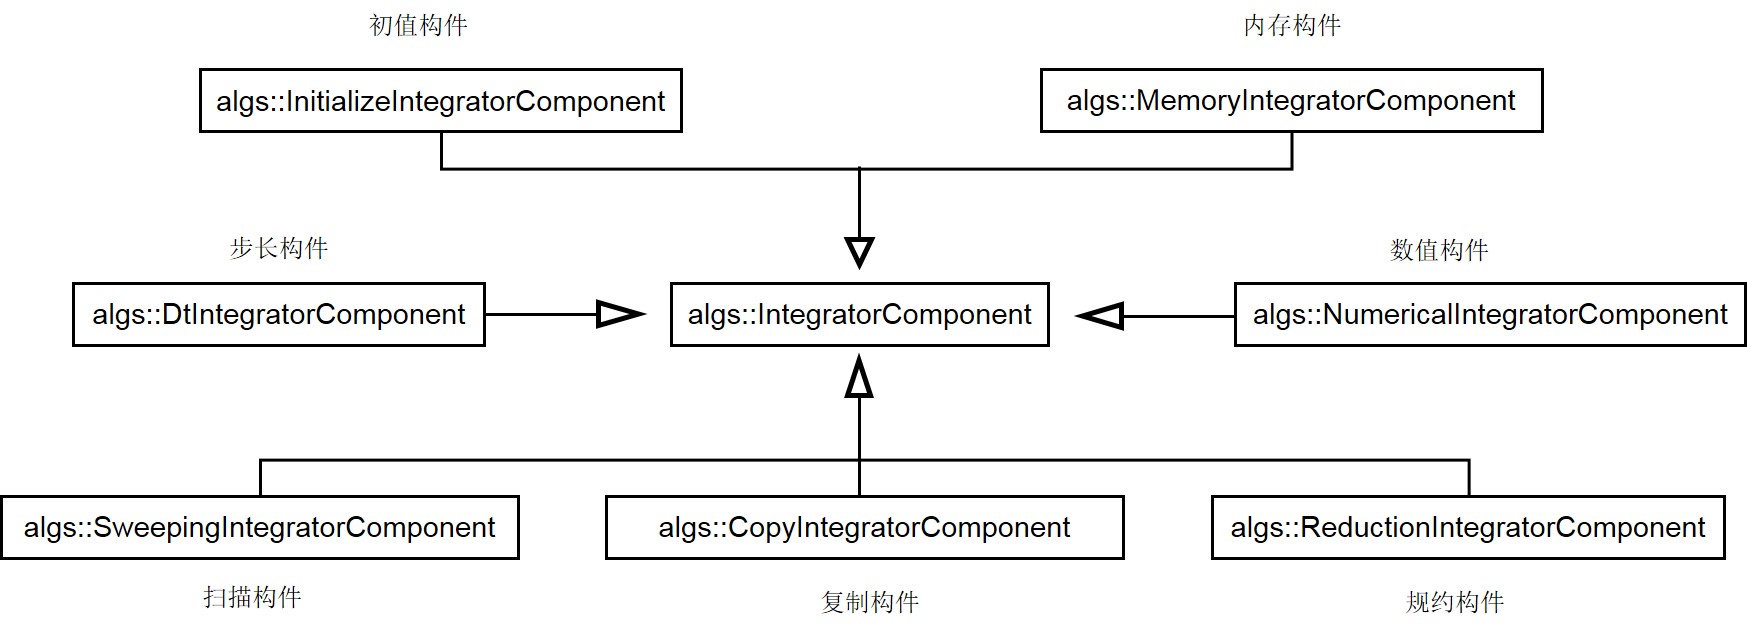 初值构件
内存构件
algs::InitializeIntegratorComponent
algs::MemoryIntegratorComponent
步长构件
数值构件
algs::DtIntegratorComponent
algs::IntegratorComponent
algs::NumericalIntegratorComponent
algs::SweepingIntegratorComponent
algs::CopyIntegratorComponent
algs::ReductionIntegratorComponent
扫描构件
复制构件
规约构件